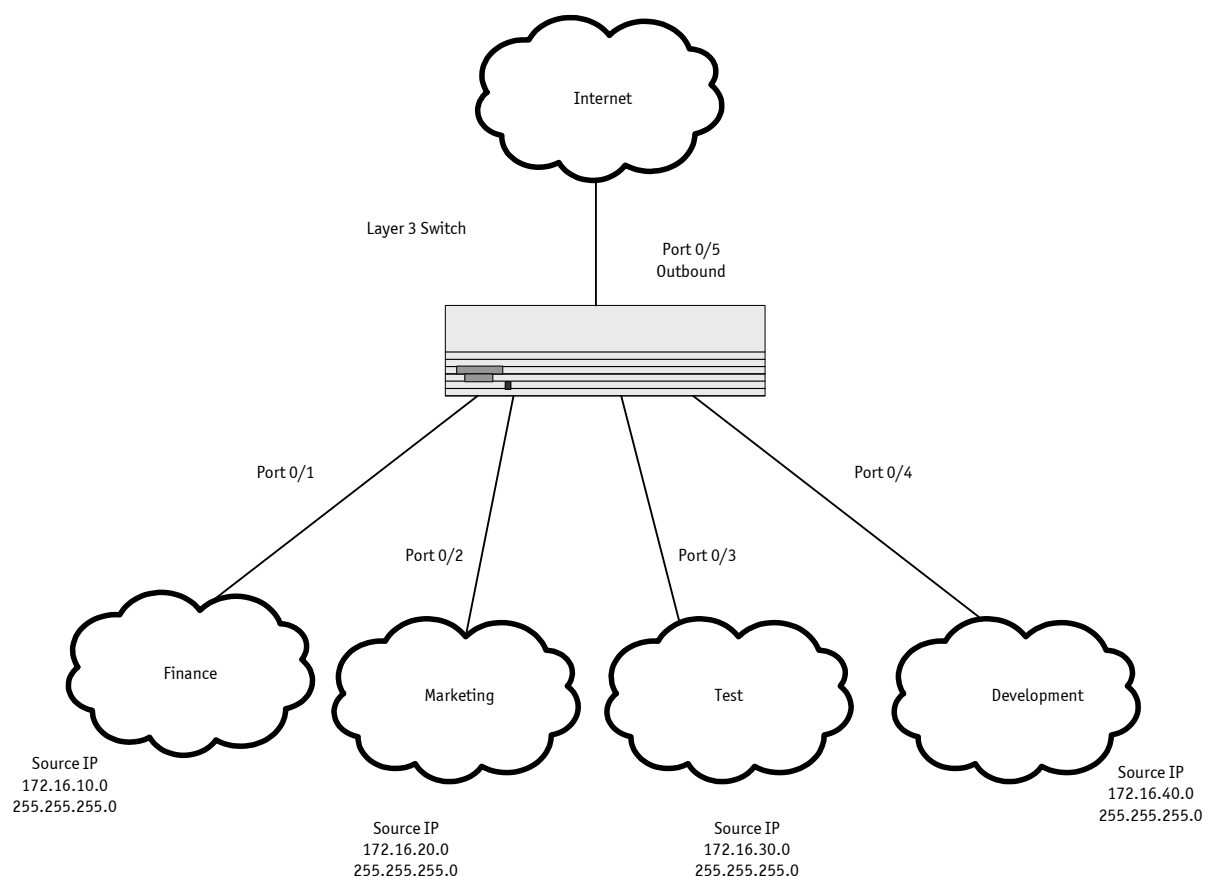 Internet
Layer 3 Switch
Port 0/5
Outbound
Port 0/1
Port 0/4
Port 0/2
Port 0/3
Finance
Marketing
Test
Development
Source IP
172.16.10.0
255.255.255.0
Source IP
172.16.20.0
255.255.255.0
Source IP
172.16.30.0
255.255.255.0
Source IP
172.16.40.0
255.255.255.0